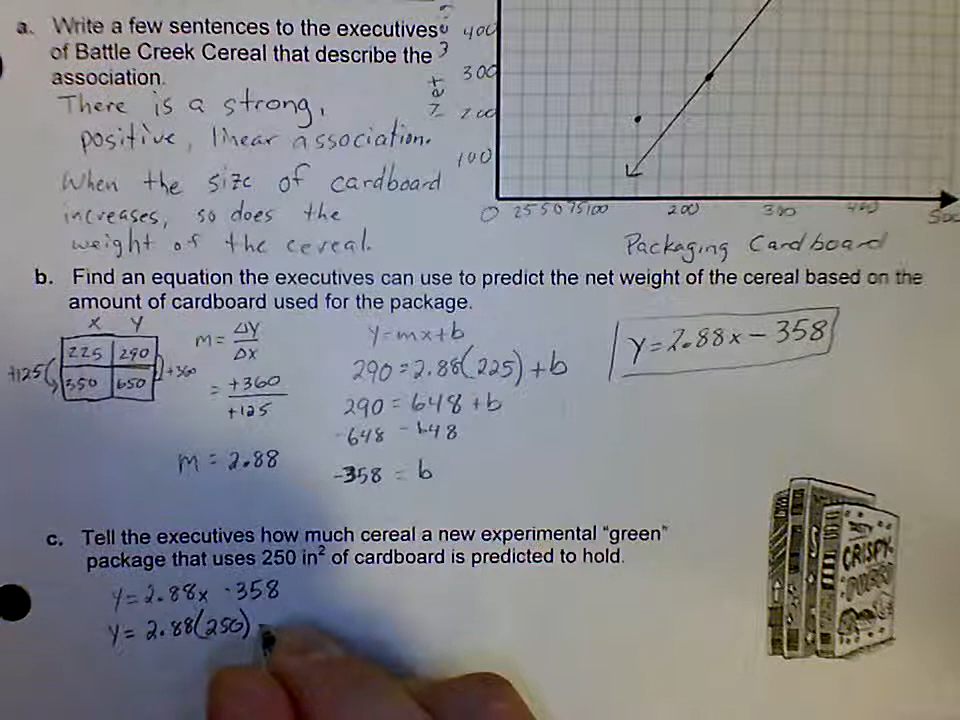 a. Write a few sentences to the executives
of Battle Creek Cereal that describe the
association.
There is a strong,
positive, linear association.
When the size of cardboard
increases, so does the
weight of the cereal.
400
300
200
100
0 25 50 75 100 200 300 400 500
Packaging Cardboard
b. Find an equation the executives can use to predict the net weight of the cereal based on the
amount of cardboard used for the package.
X Y
225 290
350 650
+125
+360
m = ΔY/ΔX
= +360/+125
m = 2.88
y=mx+b
290 = 2.88(225) + b
290 = 648 + b
-648 -648
-358 = b
y=2.88x - 358
c. Tell the executives how much cereal a new experimental "green"
package that uses 250 in² of cardboard is predicted to hold.
y=2.88x -358
y= 2.88(250) -
CRISPY